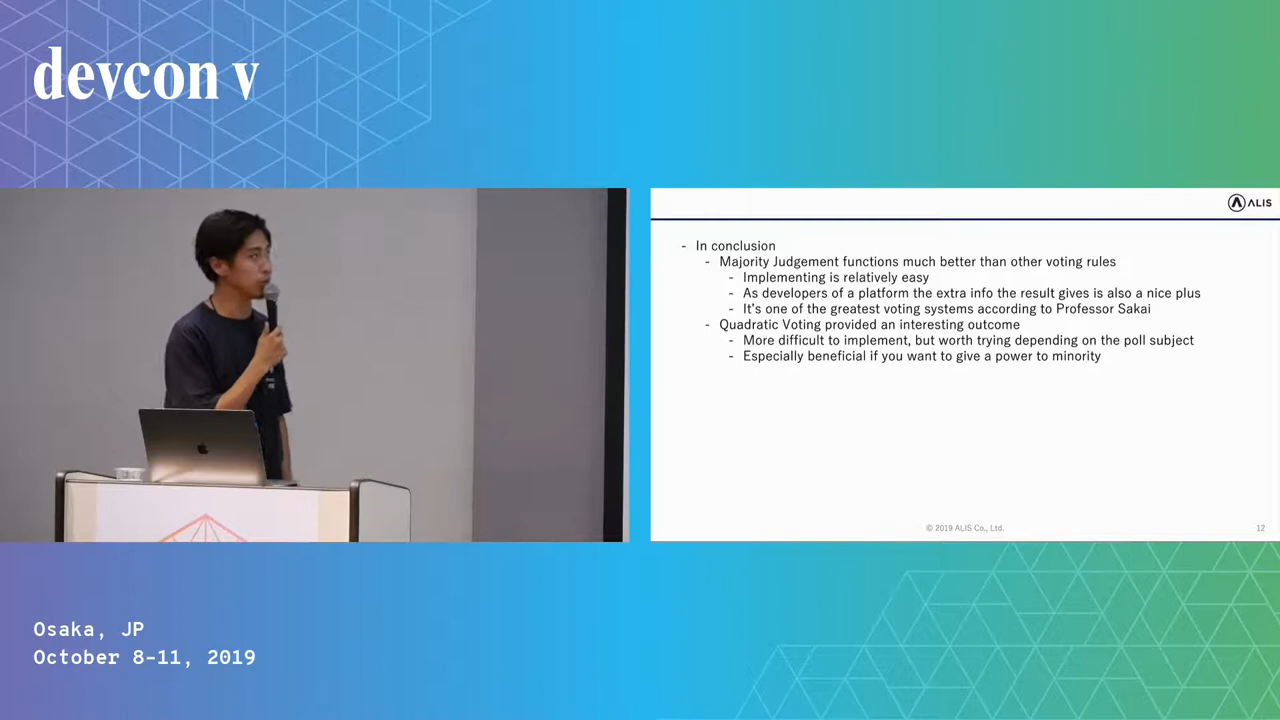 devcon v
ALIS
- In conclusion
- Majority Judgement functions much better than other voting rules
- Implementing is relatively easy
- As developers of a platform the extra info the result gives is also a nice plus
- It's one of the greatest voting systems according to Professor Sakai
- Quadratic Voting provided an interesting outcome
- More difficult to implement, but worth trying depending on the poll subject
- Especially beneficial if you want to give a power to minority
© 2019 ALIS Co., Ltd.
12
Osaka, JP
October 8-11, 2019